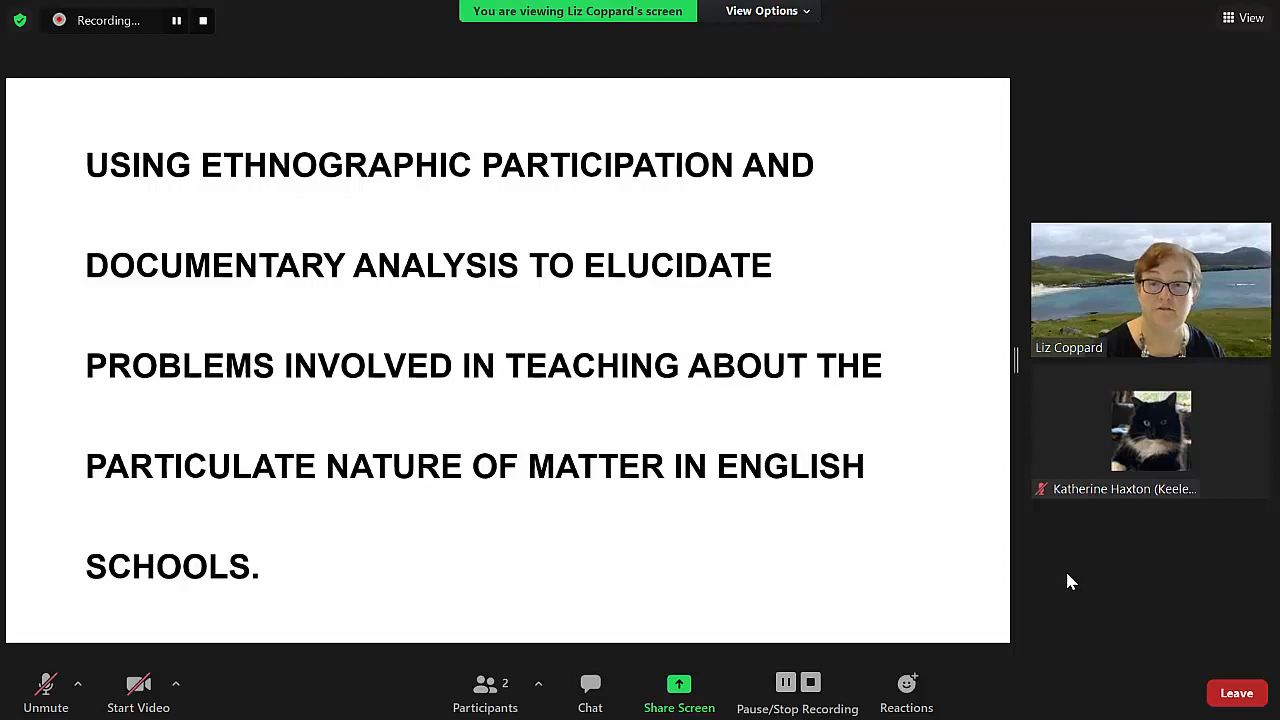 Recording...
You are viewing Liz Coppard's screen
View Options
View
USING ETHNOGRAPHIC PARTICIPATION AND
DOCUMENTARY ANALYSIS TO ELUCIDATE
PROBLEMS INVOLVED IN TEACHING ABOUT THE
PARTICULATE NATURE OF MATTER IN ENGLISH
SCHOOLS.
Liz Coppard
Katherine Haxton (Keele...
Unmute
Start Video
2
Participants
Chat
Share Screen
Pause/Stop Recording
Reactions
Leave